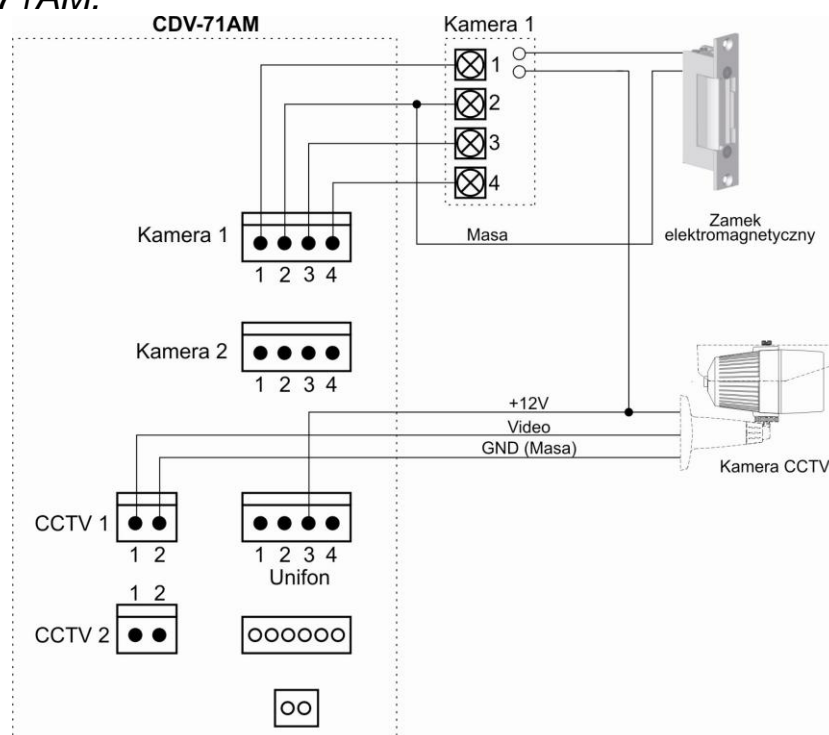 71AM.
CDV-71AM
Kamera 1
1
2
3
4
Zamek
elektromagnetyczny
Masa
Kamera 1
1 2 3 4
Kamera 2
1 2 3 4
+12V
Video
GND (Masa)
Kamera CCTV
CCTV 1
1 2
1 2 3 4
Unifon
1 2
CCTV 2